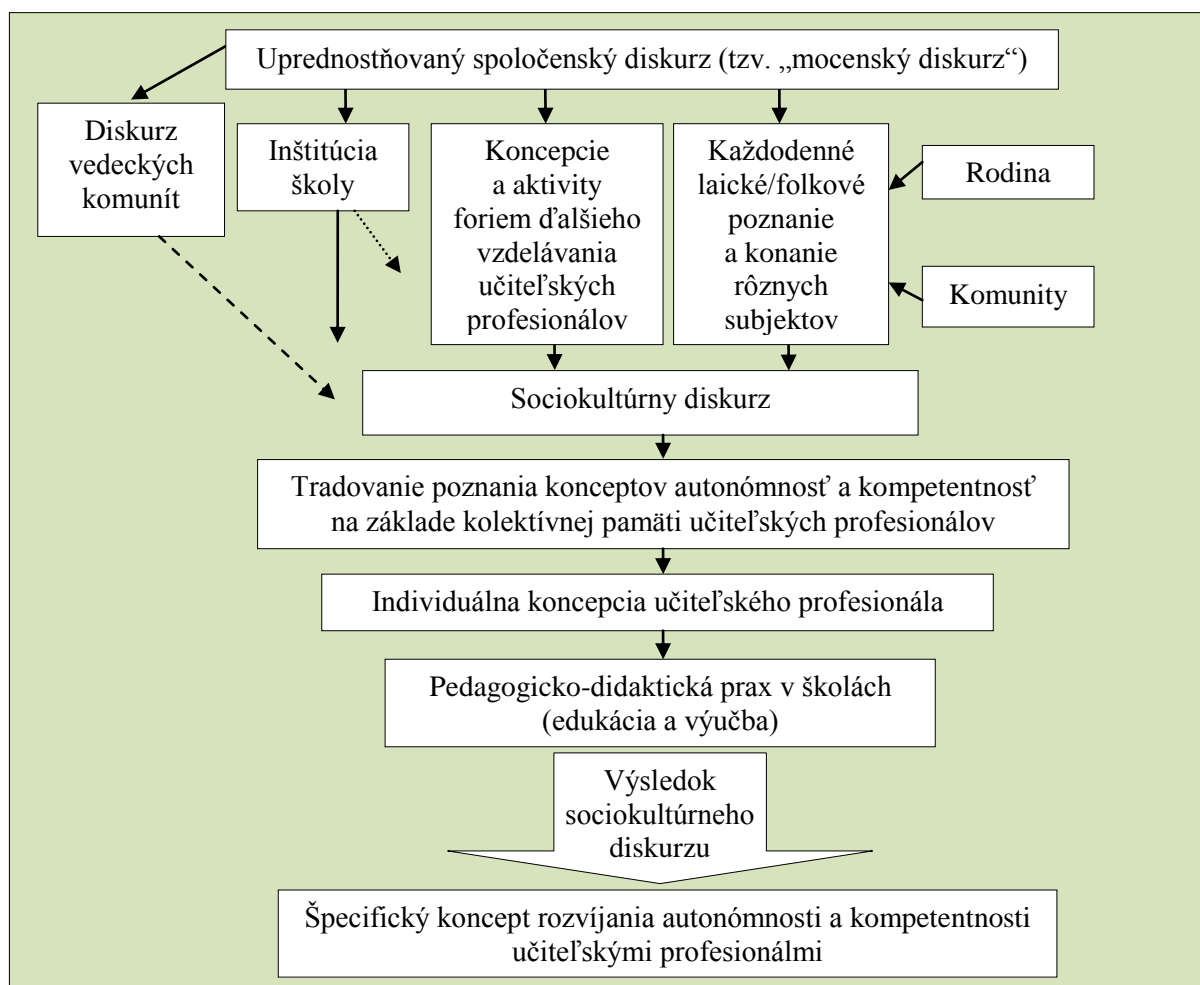 Uprednostňovaný spoločenský diskurz (tzv. „mocenský diskurz“)
Diskurz
vedeckých
komunít
Inštitúcia
školy
Koncepcie
a aktivity
foriem ďalšieho
vzdelávania
učiteľských
profesionálov
Každodenné
laické/folkové
poznanie
a konanie
rôznych
subjektov
Rodina
Komunity
Sociokultúrny diskurz
Tradovanie poznania konceptov autonómnosť a kompetentnosť
na základe kolektívnej pamäti učiteľských profesionálov
Individuálna koncepcia učiteľského profesionála
Pedagogicko-didaktická prax v školách
(edukácia a výučba)
Výsledok
sociokultúrneho
diskurzu
Špecifický koncept rozvíjania autonómnosti a kompetentnosti
učiteľskými profesionálmi